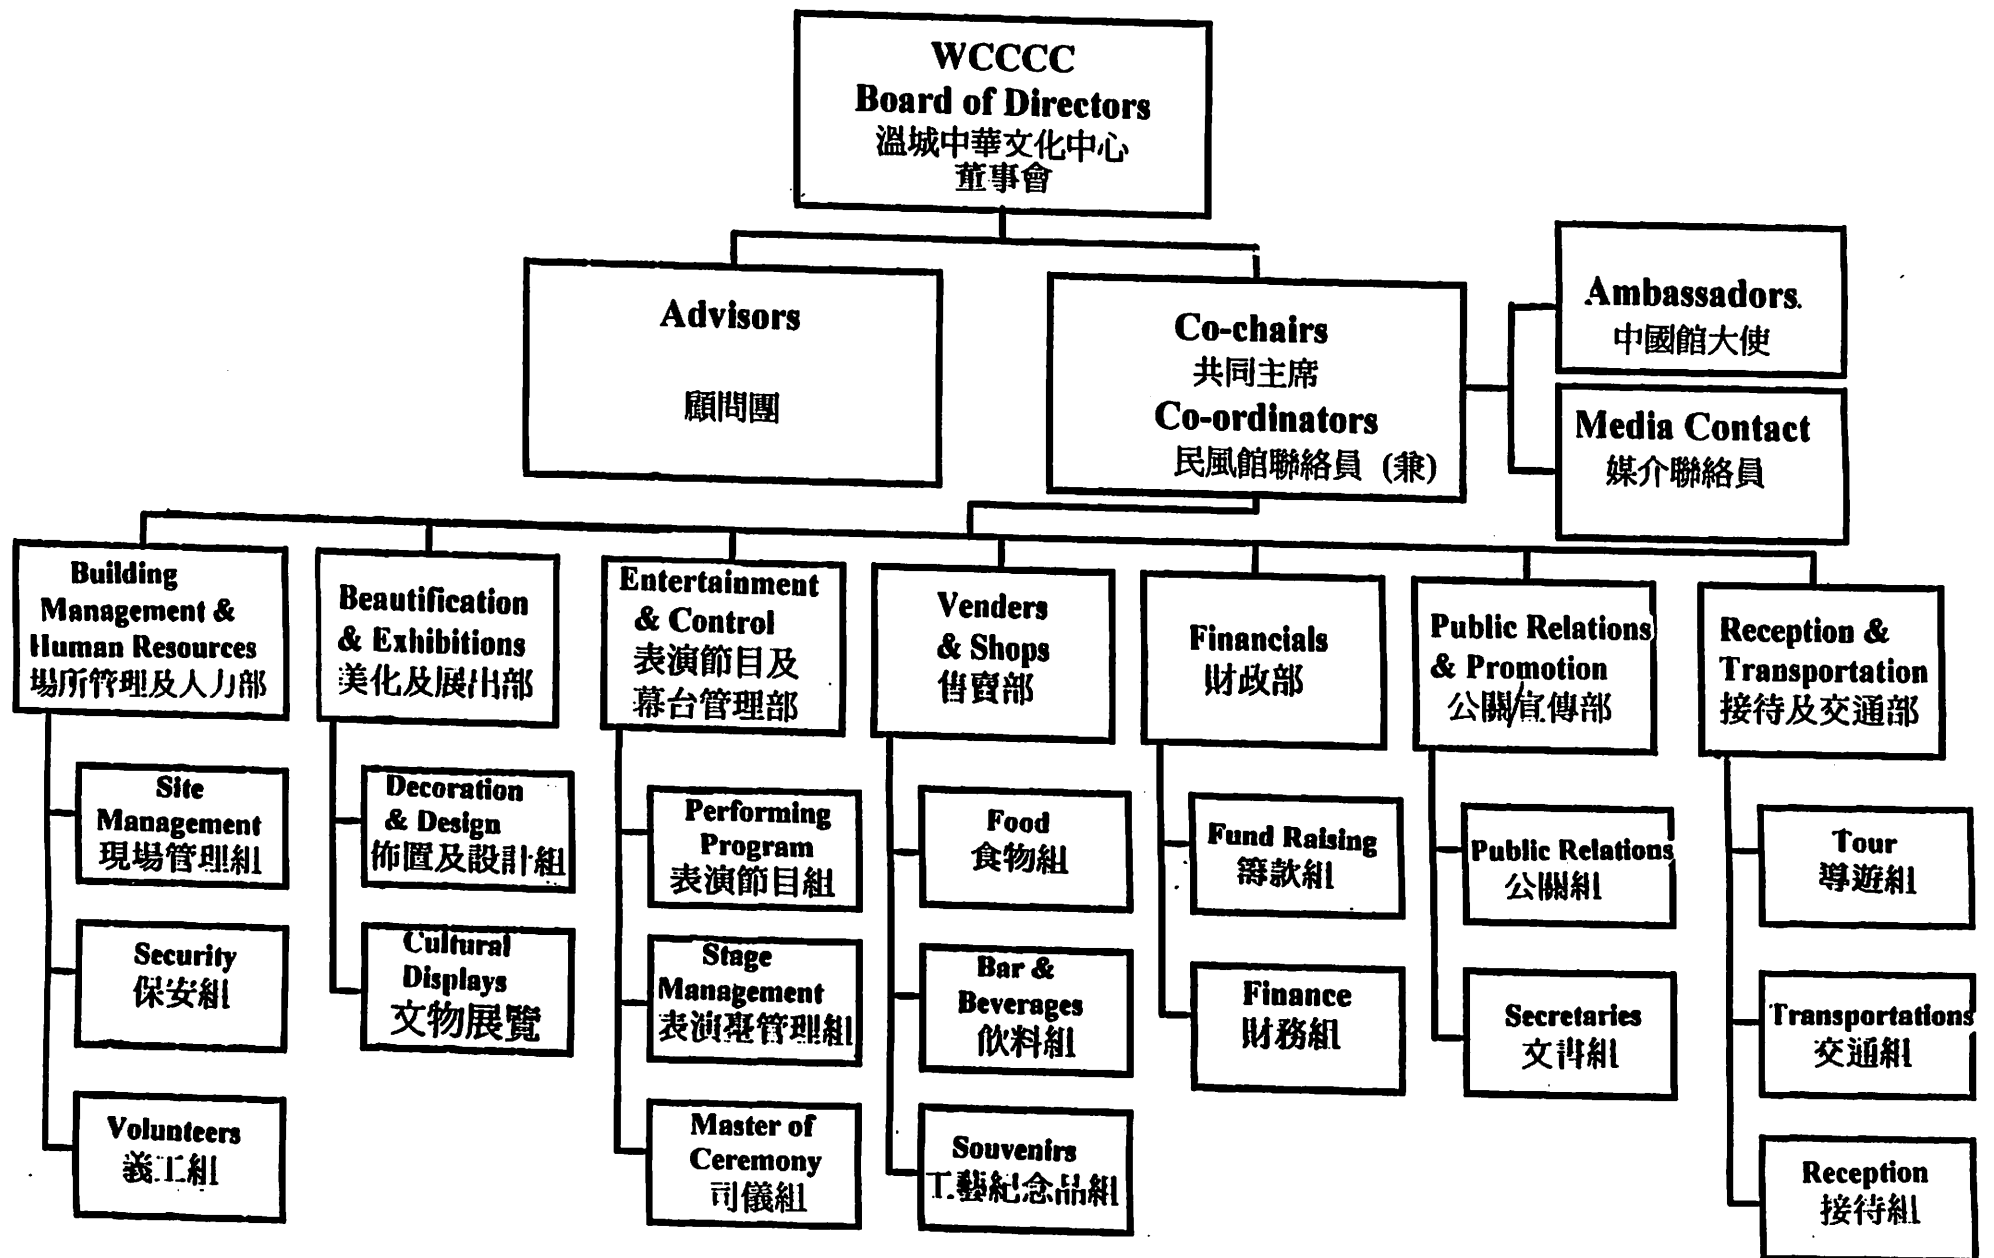 WCCCC
Board of Directors
溫城中華文化中心
董事會
Advisors
顧問團
Co-chairs
共同主席
Co-ordinators
民風館聯絡員 (兼)
Ambassadors
中國館大使
Media Contact
媒介聯絡員
Building
Management &
Human Resources
場所管理及人力部
Beautification
& Exhibitions
美化及展出部
Entertainment
& Control
表演節目及
幕台管理部
Venders
& Shops
售賣部
Financials
財政部
Public Relations
& Promotion
公關/宣傳部
Reception &
Transportation
接待及交通部
Site
Management
現場管理組
Security
保安組
Volunteers
義工組
Decoration
& Design
佈置及設計組
Cultural
Displays
文物展覽
Performing
Program
表演節目組
Stage
Management
表演臺管理組
Master of
Ceremony
司儀組
Food
食物組
Bar &
Beverages
飲料組
Souvenirs
工藝紀念品組
Fund Raising
籌款組
Finance
財務組
Public Relations
公關組
Secretaries
文書組
Tour
導遊組
Transportations
交通組
Reception
接待組